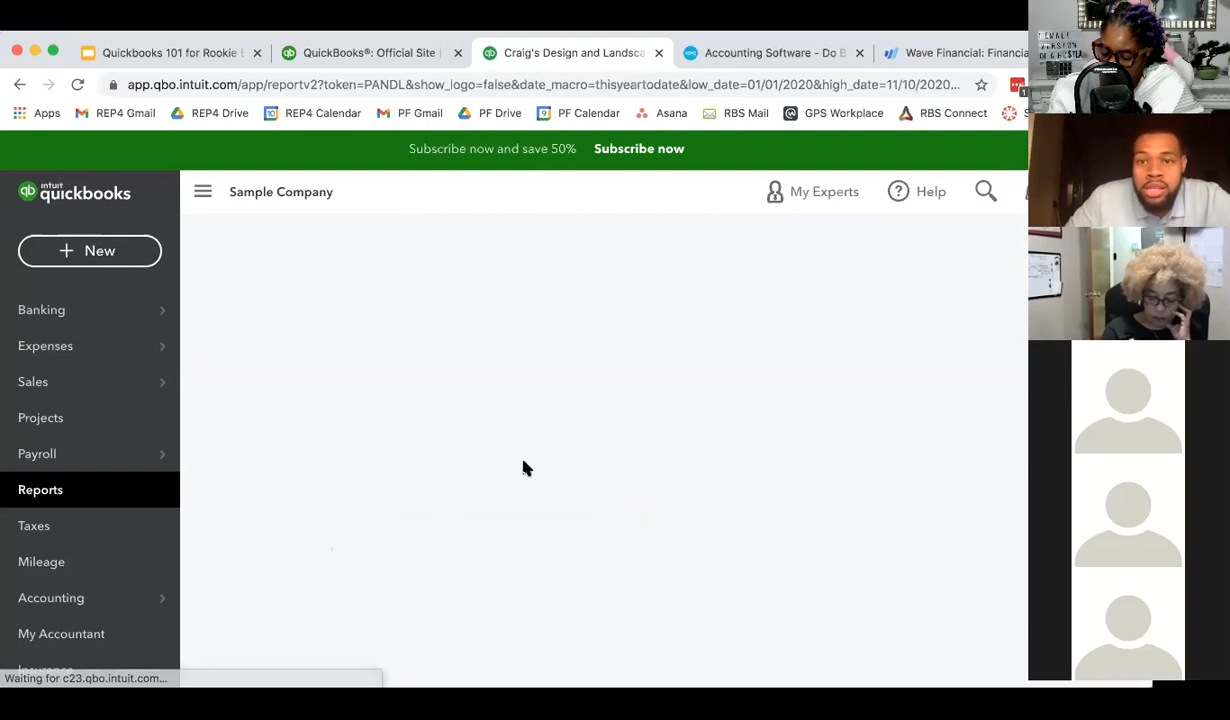 Quickbooks 101 for Rookie
QuickBooks®: Official Site
Craig's Design and Landsca
Accounting Software - Do B
Wave Financial: Financia
app.qbo.intuit.com/app/reportv2?token=PANDL&show_logo=false&date_macro=thisyeartodate&low_date=01/01/2020&high_date=11/10/2020...
Apps REP4 Gmail REP4 Drive REP4 Calendar PF Gmail PF Drive PF Calendar Asana RBS Mail GPS Workplace RBS Connect
Subscribe now and save 50% Subscribe now
intuit
quickbooks
Sample Company
My Experts
Help
+ New
Banking
Expenses
Sales
Projects
Payroll
Reports
Taxes
Mileage
Accounting
My Accountant
Insurance
Waiting for c23.qbo.intuit.com...